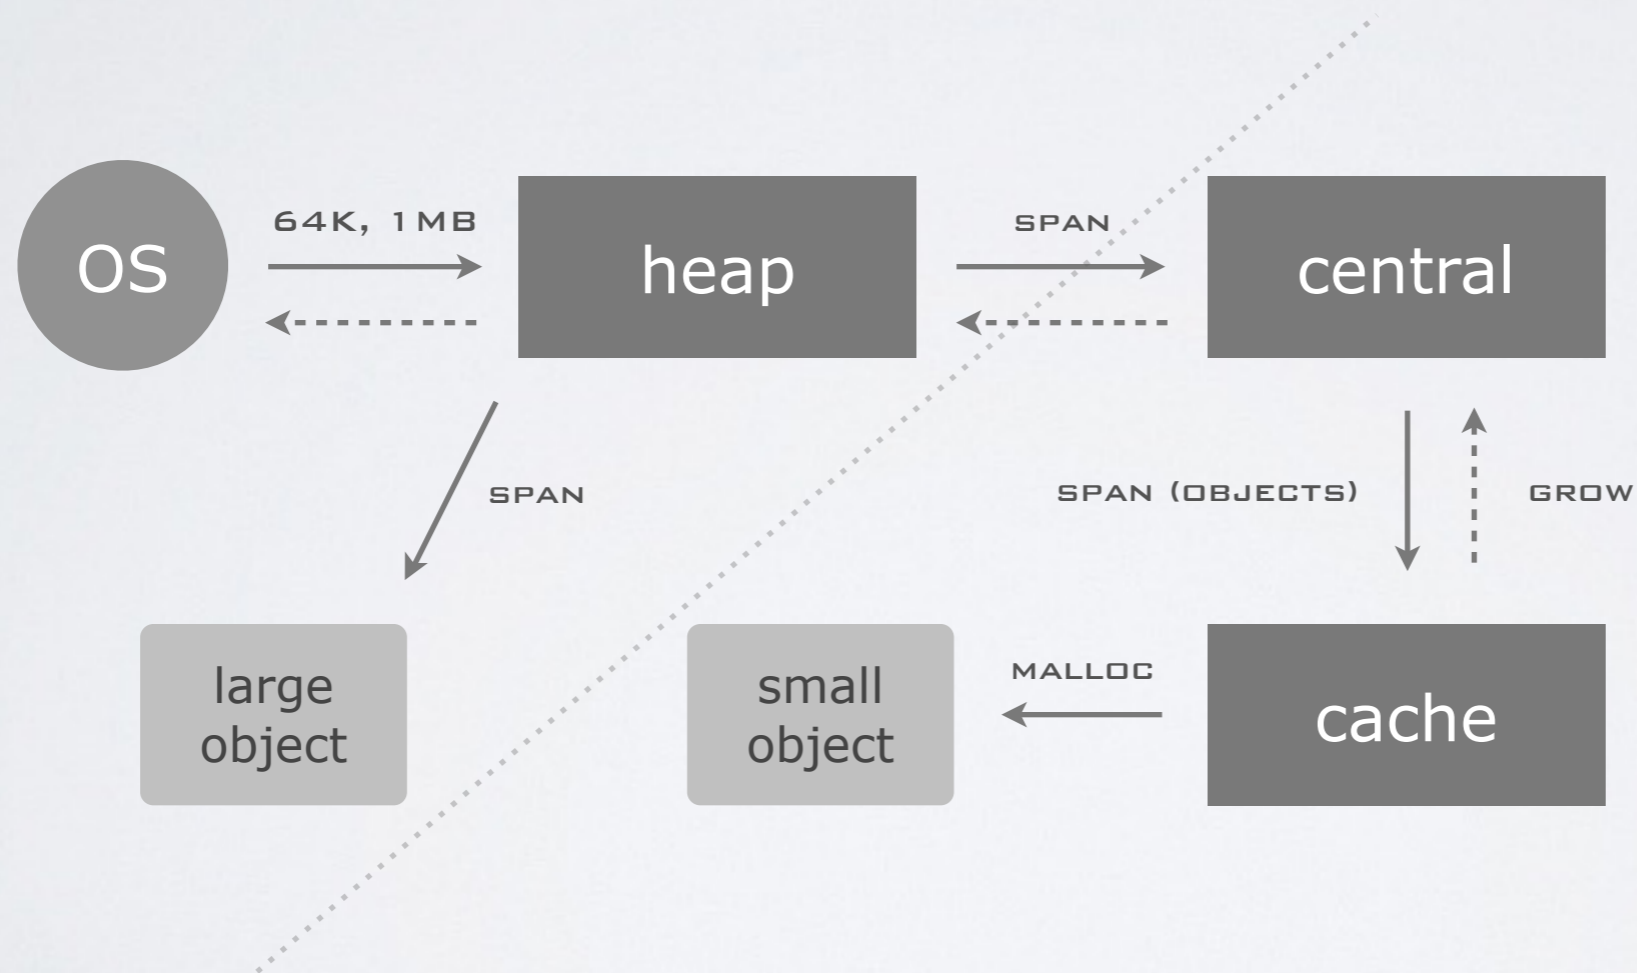 64K, 1MB
SPAN
OS
heap
central
SPAN
SPAN (OBJECTS)
GROW
large
object
small
object
MALLOC
cache